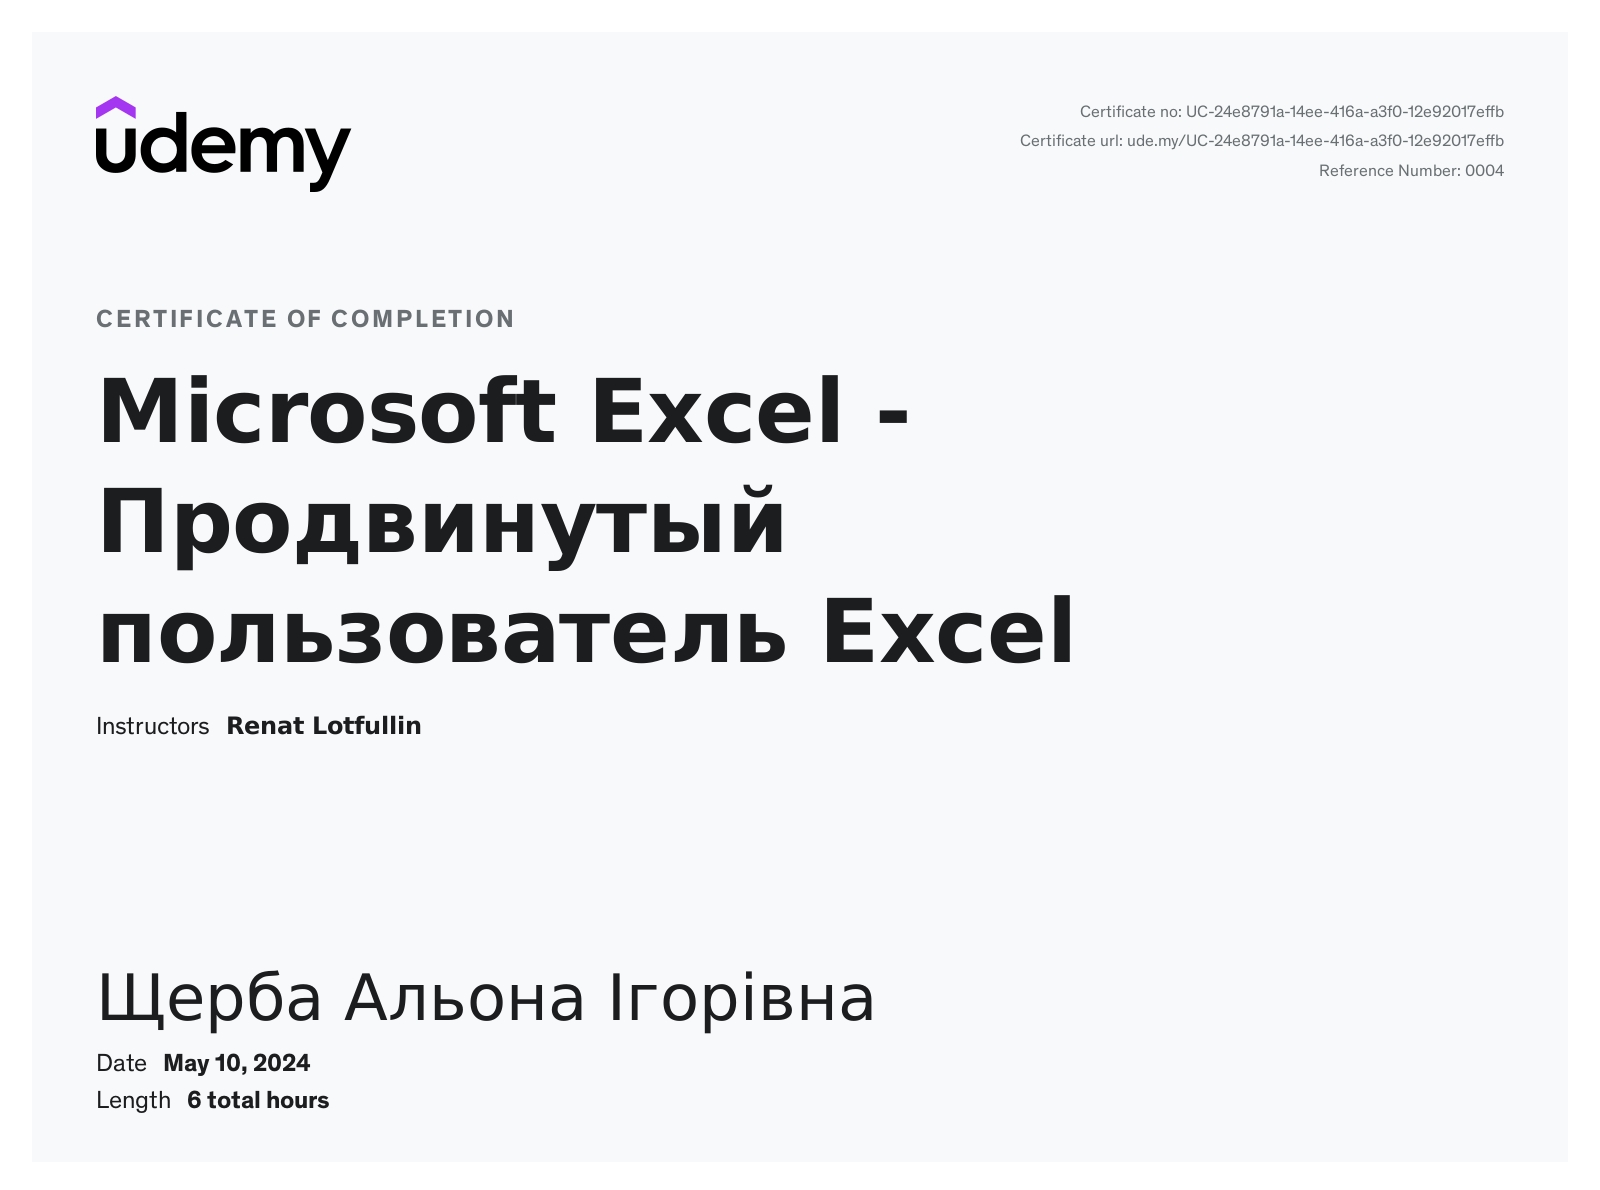 udemy
Certificate no: UC-24e8791a-14ee-416a-a3f0-12e92017effb
Certificate url: ude.my/UC-24e8791a-14ee-416a-a3f0-12e92017effb
Reference Number: 0004
CERTIFICATE OF COMPLETION
Microsoft Excel -
Продвинутый
пользователь Excel
Instructors Renat Lotfullin
Щерба Альона Ігорівна
Date May 10, 2024
Length 6 total hours